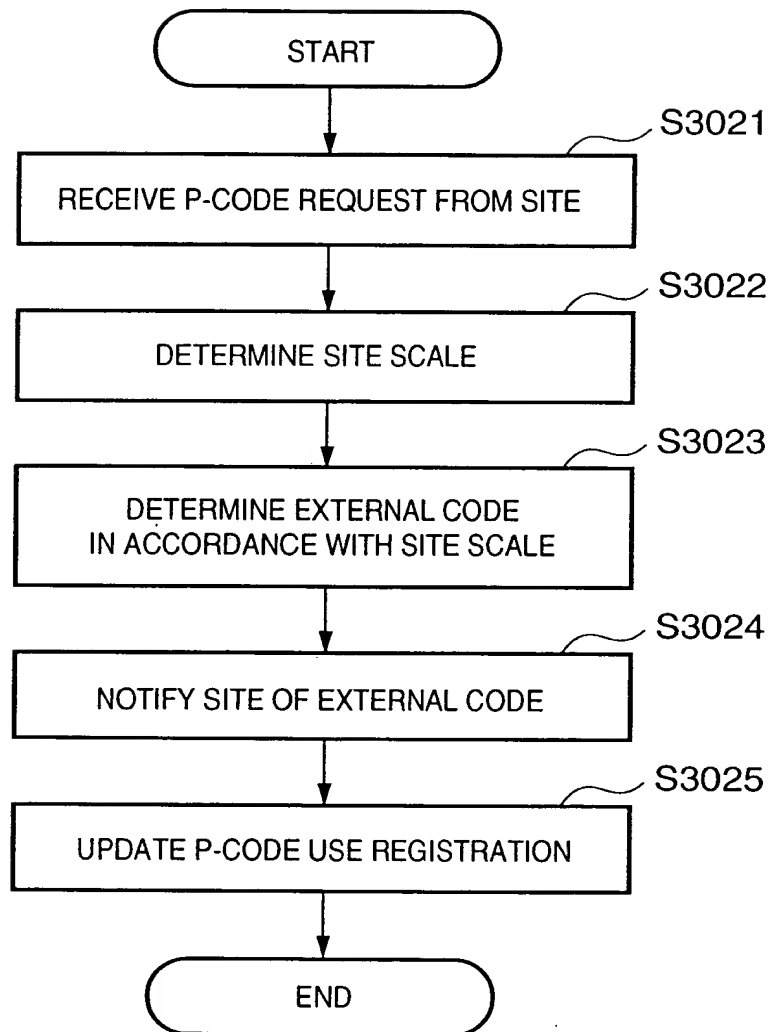 START
S3021
RECEIVE P-CODE REQUEST FROM SITE
S3022
DETERMINE SITE SCALE
S3023
DETERMINE EXTERNAL CODE
IN ACCORDANCE WITH SITE SCALE
S3024
NOTIFY SITE OF EXTERNAL CODE
S3025
UPDATE P-CODE USE REGISTRATION
END